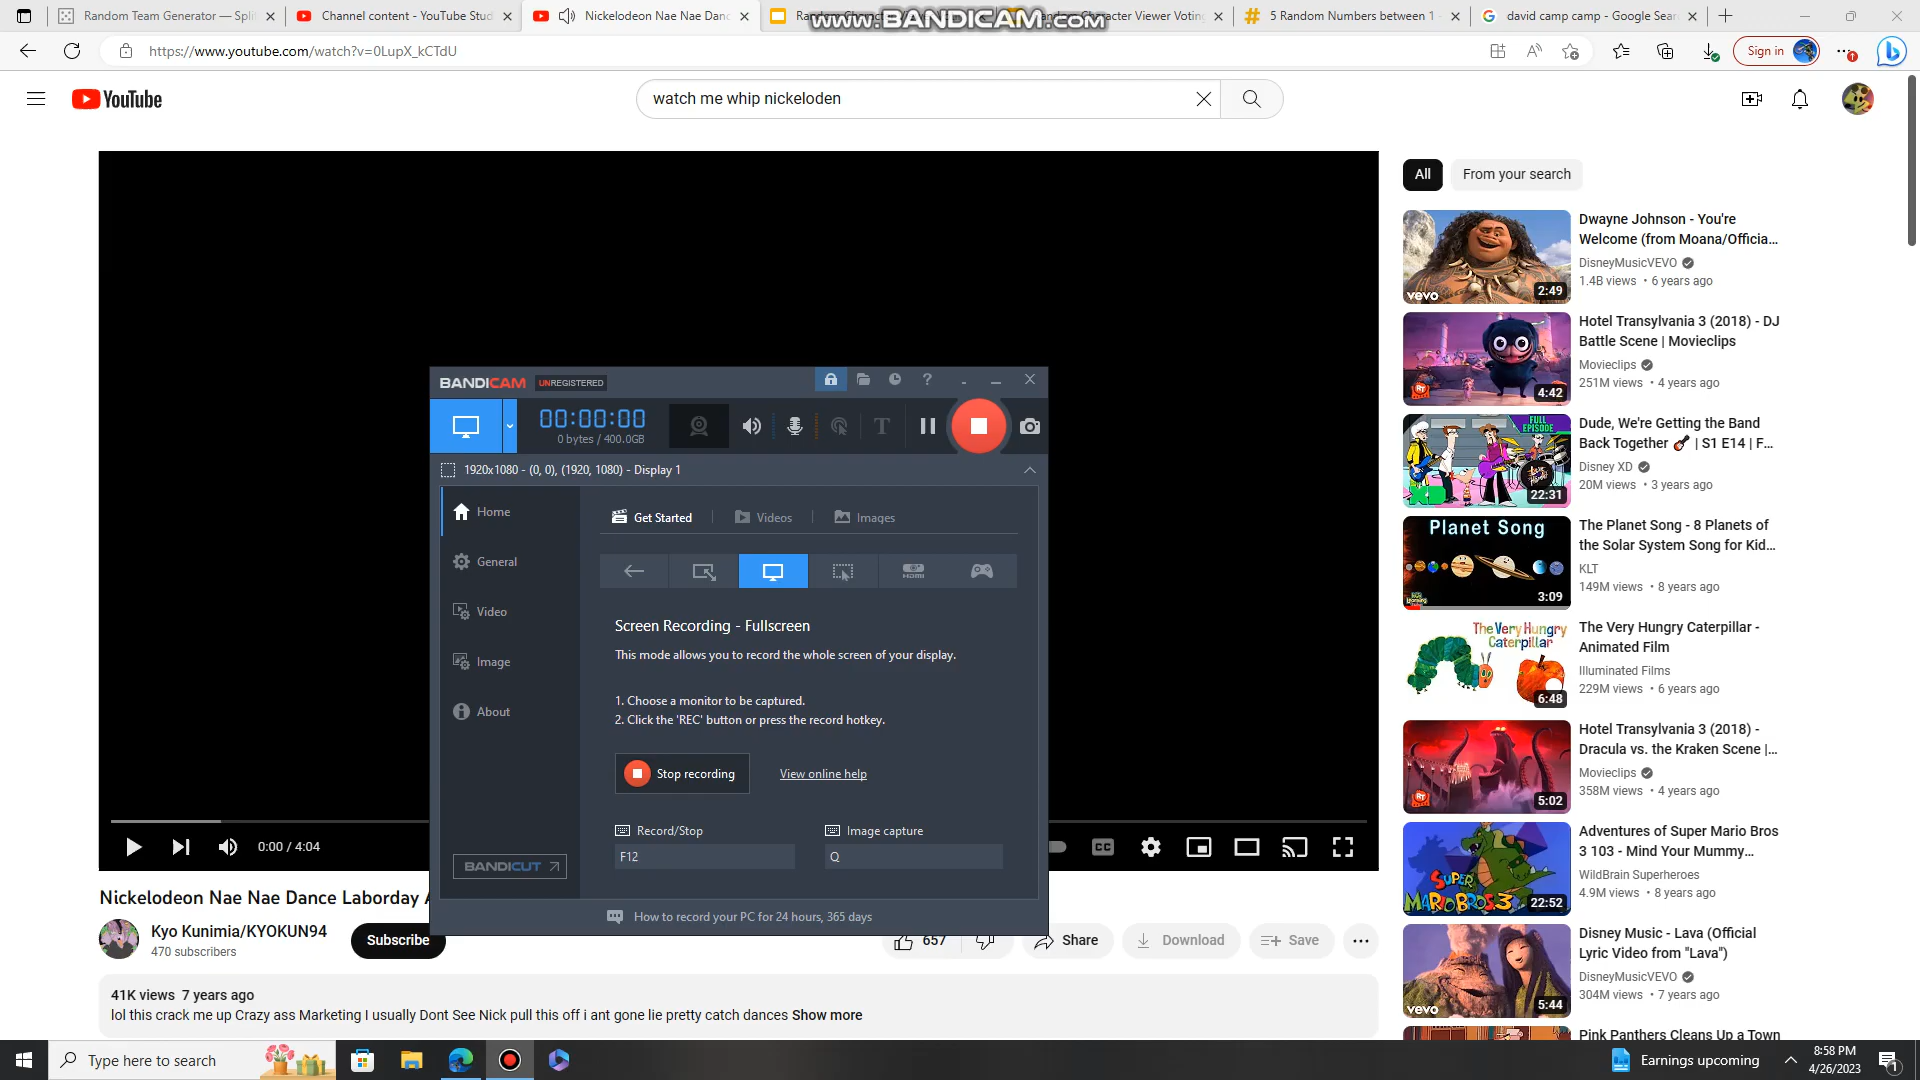 Random Team Generator — Spli
Channel content - YouTube Stud
Nickelodeon Nae Nae Danc
www.BANDICAM.com
Character Viewer Voting
5 Random Numbers between 1 -
david camp camp - Google Sear
https://www.youtube.com/watch?v=0LupX_kCTdU
Sign in
YouTube
watch me whip nickeloden
All
From your search
Dwayne Johnson - You're
Welcome (from Moana/Officia...
DisneyMusicVEVO
1.4B views • 6 years ago
vevo
2:49
Hotel Transylvania 3 (2018) - DJ
Battle Scene | Movieclips
Movieclips
251M views • 4 years ago
4:42
Dude, We're Getting the Band
Back Together 🎸 | S1 E14 | F...
Disney XD
20M views • 3 years ago
FULL
EPISODE
XD
22:31
The Planet Song - 8 Planets of
the Solar System Song for Kid...
KLT
149M views • 8 years ago
Planet Song
3:09
The Very Hungry Caterpillar -
Animated Film
Illuminated Films
229M views • 6 years ago
The Very Hungry
Caterpillar
6:48
Hotel Transylvania 3 (2018) -
Dracula vs. the Kraken Scene |...
Movieclips
358M views • 4 years ago
5:02
Adventures of Super Mario Bros
3 103 - Mind Your Mummy...
WildBrain Superheroes
4.9M views • 8 years ago
SUPER
MARIO BROS. 3
22:52
Disney Music - Lava (Official
Lyric Video from "Lava")
DisneyMusicVEVO
304M views • 7 years ago
vevo
5:44
Pink Panthers Cleans Up a Town
BANDICAM UNREGISTERED
00:00:00
0 bytes / 400.0GB
1920x1080 - (0, 0), (1920, 1080) - Display 1
Home
General
Video
Image
About
BANDICUT
Get Started
Videos
Images
HDMI
Screen Recording - Fullscreen
This mode allows you to record the whole screen of your display.
1. Choose a monitor to be captured.
2. Click the 'REC' button or press the record hotkey.
Stop recording
View online help
Record/Stop
Image capture
F12
Q
How to record your PC for 24 hours, 365 days
0:00 / 4:04
CC
Nickelodeon Nae Nae Dance Laborday
Kyo Kunimia/KYOKUN94
470 subscribers
Subscribe
657
Share
Download
Save
41K views 7 years ago
lol this crack me up Crazy ass Marketing I usually Dont See Nick pull this off i ant gone lie pretty catch dances Show more
Type here to search
Earnings upcoming
8:58 PM
4/26/2023
1